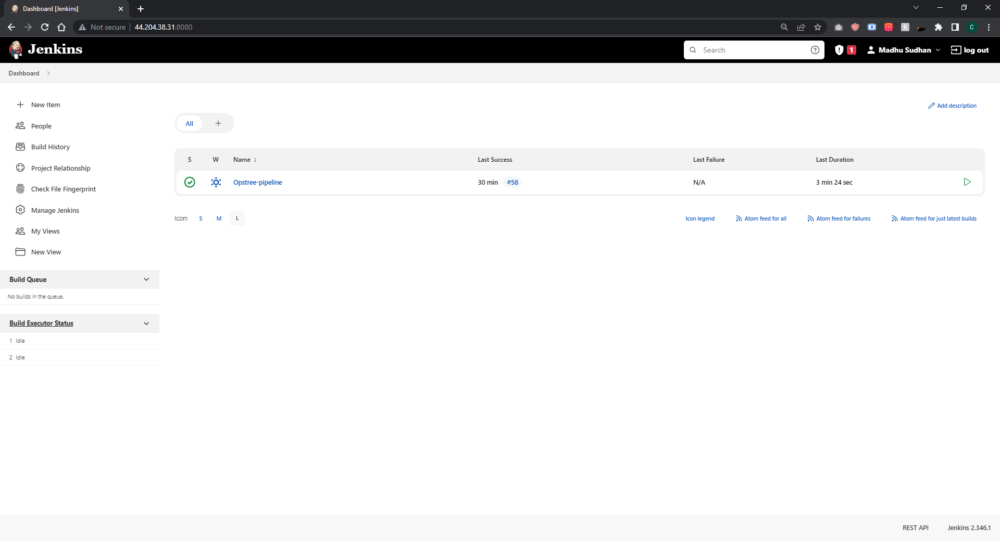 Dashboard [Jenkins]
Not secure 44.204.38.31:8080
C
Jenkins
Search
1
Madhu Sudhan
log out
Dashboard
New Item
People
Build History
Project Relationship
Check File Fingerprint
Manage Jenkins
My Views
New View
Build Queue
No builds in the queue.
Build Executor Status
1 Idle
2 Idle
Add description
All +
S W Name ↓ Last Success Last Failure Last Duration
Opstree-pipeline 30 min #58 N/A 3 min 24 sec
Icon: S M L
Icon legend Atom feed for all Atom feed for failures Atom feed for just latest builds
REST API Jenkins 2.346.1